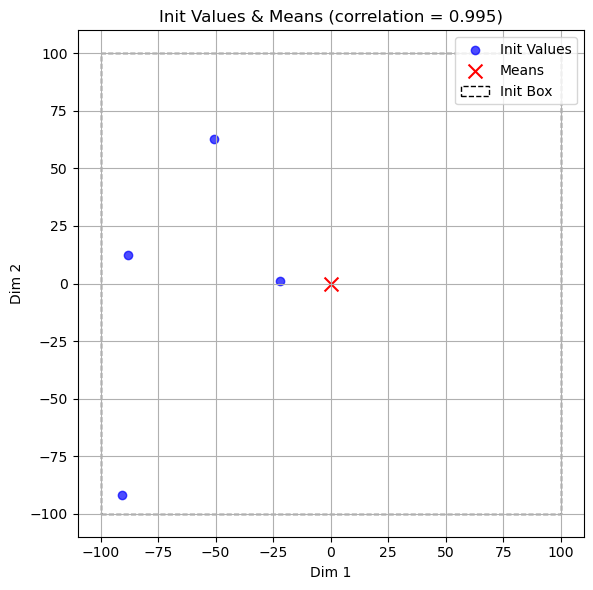 Init Values & Means (correlation = 0.995)
Init Values
Means
Init Box
100
75
50
25
0
−25
−50
−75
−100
Dim 2
−100 −75 −50 −25 0 25 50 75 100
Dim 1